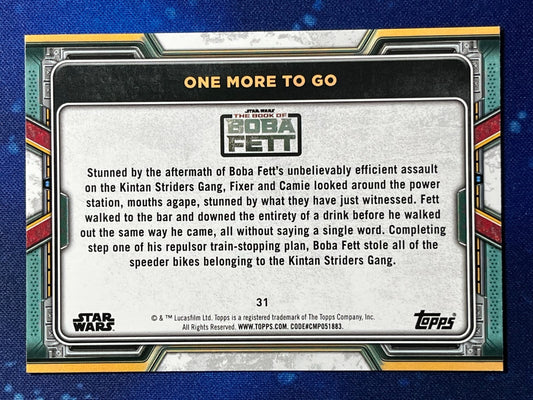 ONE MORE TO GO
STAR WARS
THE BOOK OF
BOBA
FETT
Stunned by the aftermath of Boba Fett's unbelievably efficient assault
on the Kintan Striders Gang, Fixer and Camie looked around the power
station, mouths agape, stunned by what they have just witnessed. Fett
walked to the bar and downed the entirety of a drink before he walked
out the same way he came, all without saying a single word. Completing
step one of his repulsor train-stopping plan, Boba Fett stole all of the
speeder bikes belonging to the Kintan Striders Gang.
31
STAR
WARS
© & ™ Lucasfilm Ltd. Topps is a registered trademark of The Topps Company, Inc.
All Rights Reserved. WWW.TOPPS.COM. CODE#CMP051883.
Topps